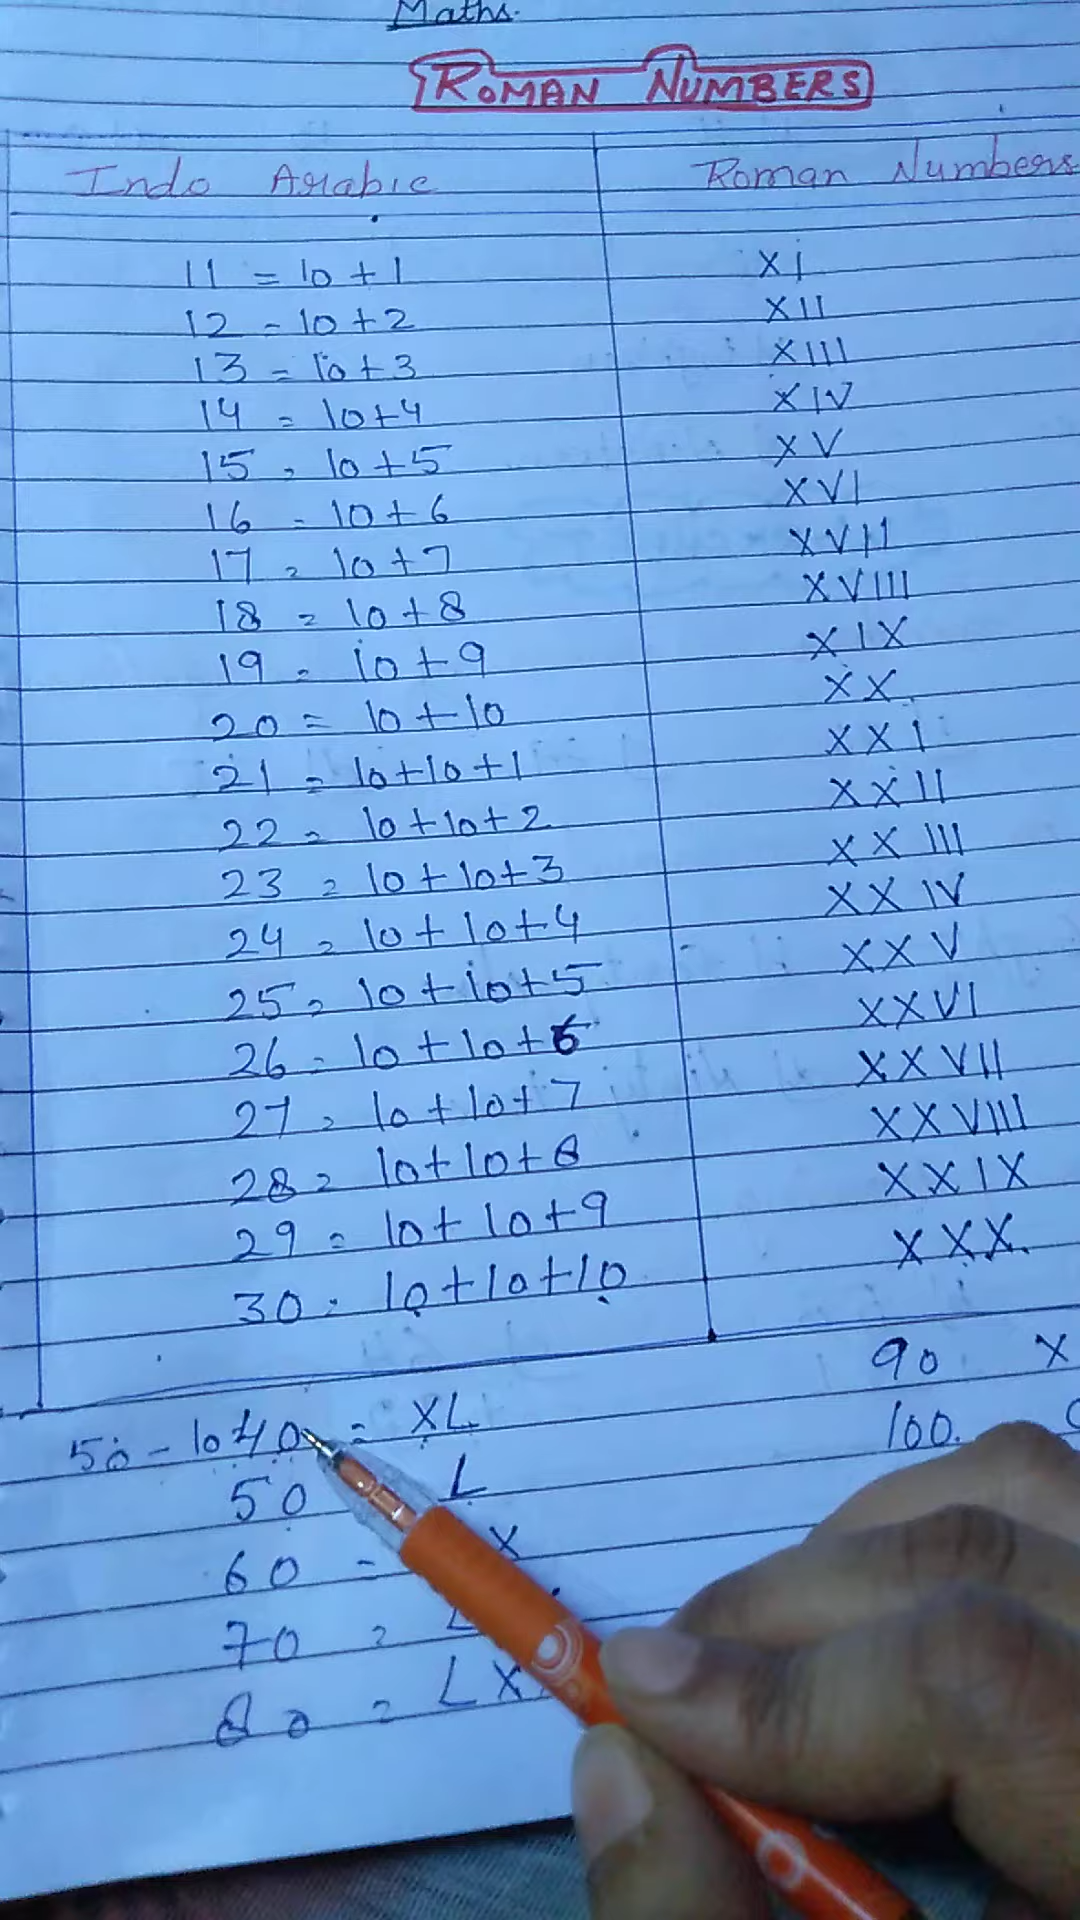 Maths.
ROMAN NUMBERS
Indo Arabic Roman Numbers
11 = 10 + 1 XI
12 = 10 + 2 XII
13 = 10 + 3 XIII
14 = 10 + 4 XIV
15 = 10 + 5 XV
16 = 10 + 6 XVI
17 = 10 + 7 XVII
18 = 10 + 8 XVIII
19 = 10 + 9 XIX
20 = 10 + 10 XX
21 = 10 + 10 + 1 XXI
22 = 10 + 10 + 2 XXII
23 = 10 + 10 + 3 XXIII
24 = 10 + 10 + 4 XXIV
25 = 10 + 10 + 5 XXV
26 = 10 + 10 + 6 XXVI
27 = 10 + 10 + 7 XXVII
28 = 10 + 10 + 8 XXVIII
29 = 10 + 10 + 9 XXIX
30 = 10 + 10 + 10 XXX.
90 X
50 - 10 40 = XL 100.
50 L
60 = X
70 =
80 = LX